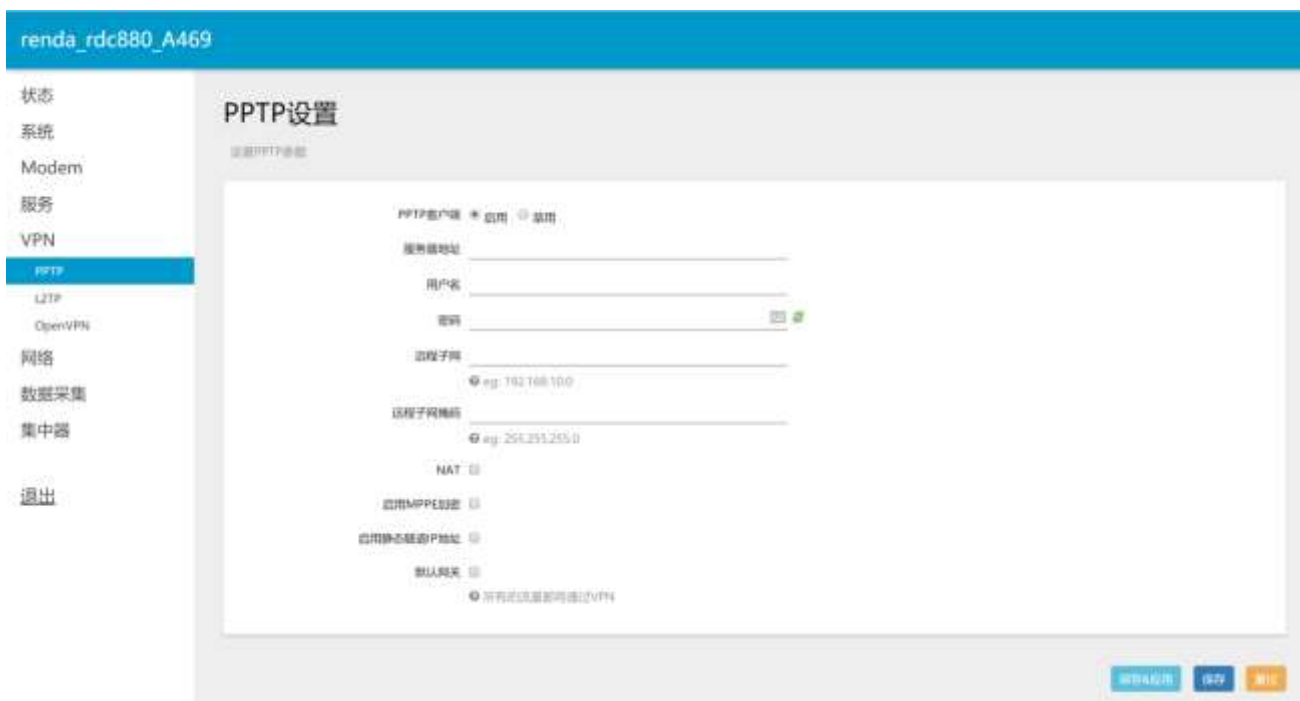 renda_rdc880_A469
状态
系统
Modem
服务
VPN
PPTP
L2TP
OpenVPN
网络
数据采集
集中器
退出
PPTP设置
设置PPTP参数
PPTP客户端 启用 禁用
服务器地址
用户名
密码
远程子网
eg: 192.168.10.0
远程子网掩码
eg: 255.255.255.0
NAT
启用MPPE加密
启用静态隧道IP地址
默认网关
所有的流量都将通过VPN
保存&应用 保存 复位